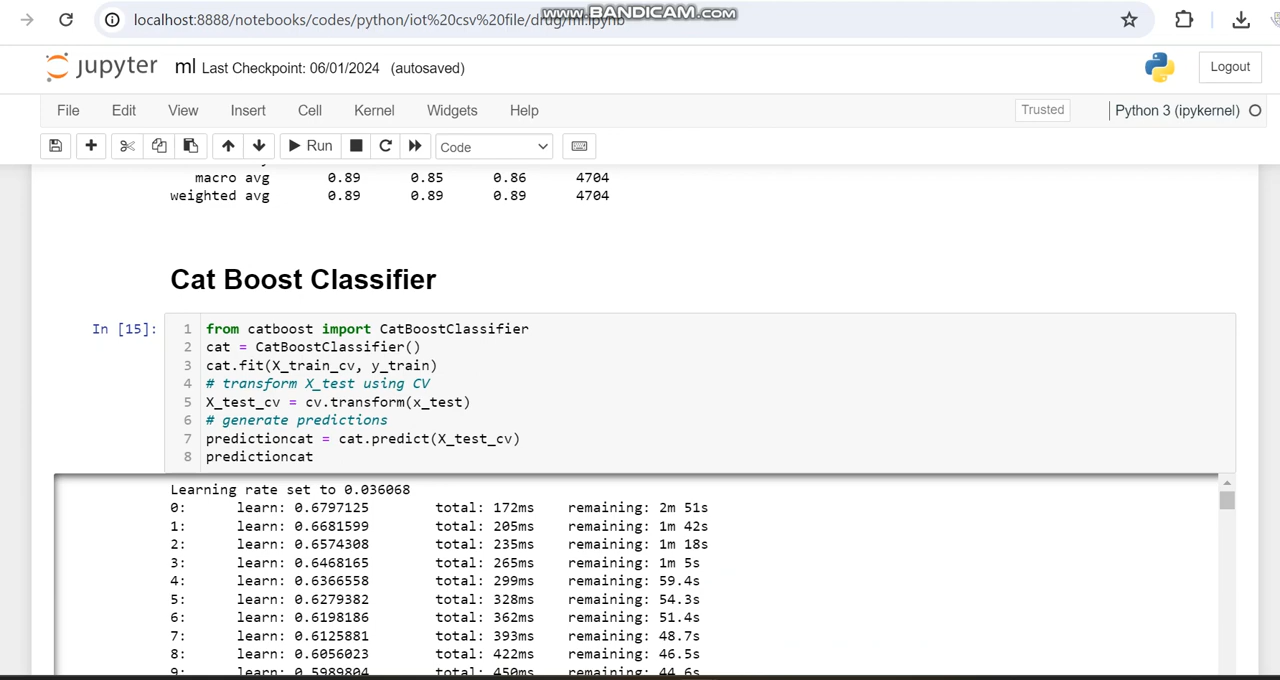 localhost:8888/notebooks/codes/python/iot%20csv%20file/drug/ml.ipynb
www.BANDICAM.com
jupyter ml Last Checkpoint: 06/01/2024 (autosaved)
Logout
File Edit View Insert Cell Kernel Widgets Help
Trusted
Python 3 (ipykernel)
Run
Code
macro avg 0.89 0.85 0.86 4704
weighted avg 0.89 0.89 0.89 4704
Cat Boost Classifier
In [15]:
1 from catboost import CatBoostClassifier
2 cat = CatBoostClassifier()
3 cat.fit(X_train_cv, y_train)
4 # transform X_test using CV
5 X_test_cv = cv.transform(x_test)
6 # generate predictions
7 predictioncat = cat.predict(X_test_cv)
8 predictioncat
Learning rate set to 0.036068
0: learn: 0.6797125 total: 172ms remaining: 2m 51s
1: learn: 0.6681599 total: 205ms remaining: 1m 42s
2: learn: 0.6574308 total: 235ms remaining: 1m 18s
3: learn: 0.6468165 total: 265ms remaining: 1m 5s
4: learn: 0.6366558 total: 299ms remaining: 59.4s
5: learn: 0.6279382 total: 328ms remaining: 54.3s
6: learn: 0.6198186 total: 362ms remaining: 51.4s
7: learn: 0.6125881 total: 393ms remaining: 48.7s
8: learn: 0.6056023 total: 422ms remaining: 46.5s
9: learn: 0.5989804 total: 450ms remaining: 44.6s